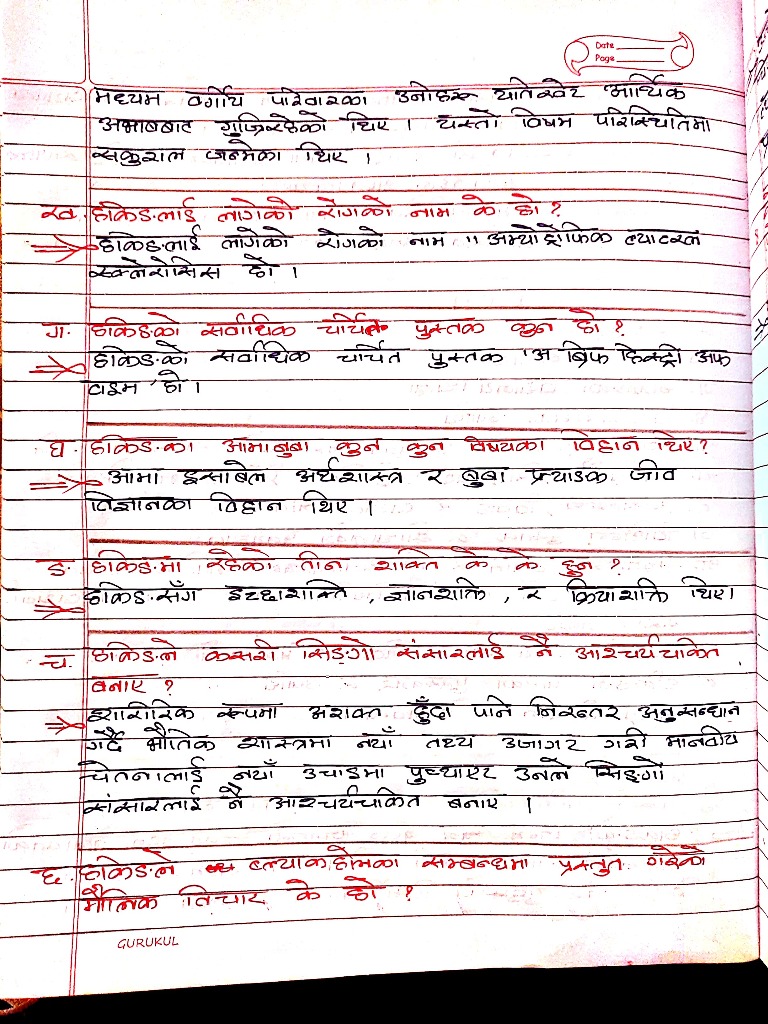 Date
Page
मध्यम वर्गीय परिवारका उनीहरू यतिखेर आर्थिक
अभावबाट गुज्रिरहेको थिए । यस्तो विषम परिस्थितिमा
सकुशल जन्मेका थिए ।
ख. हकिङलाई लागेको रोगको नाम के हो ?
हकिङलाई लागेको रोगको नाम " अम्योट्रोफिक ल्याटरल
स्क्लेरोसिस हो ।
ग. हकिङको सर्वाधिक चर्चित पुस्तक कुन हो ?
हकिङको सर्वाधिक चर्चित पुस्तक 'अ ब्रिफ हिस्ट्री अफ
टाइम' हो ।
घ. हकिङका आमाबुबा कुन कुन विषयका विद्वान थिए ?
आमा इसाबेल अर्थशास्त्र र बुबा फ्र्याङक जीव
विज्ञानका विद्वान थिए ।
ङ. हकिङमा रहेको तीन शक्ति के के हुन ?
हकिङसँग इच्छाशक्ति , ज्ञानशक्ति , र क्रियाशक्ति थिए।
च. हकिङले कसरी सिङ्गो संसारलाई नै आश्चर्यचकित
बनाए ?
शारीरिक रूपमा अशक्त हुँदा पनि निरन्तर अनुसन्धान
गर्दै भौतिक शास्त्रमा नयाँ तथ्य उजागर गरी मानवीय
चेतनालाई नयाँ उचाइमा पुर्‍याएर उनले सिङ्गो
संसारलाई नै आश्चर्यचकित बनाए ।
छ. हकिङले ब्ल्याक होलका सम्बन्धमा प्रस्तुत गरेको
मौलिक विचार के हो ?
GURUKUL